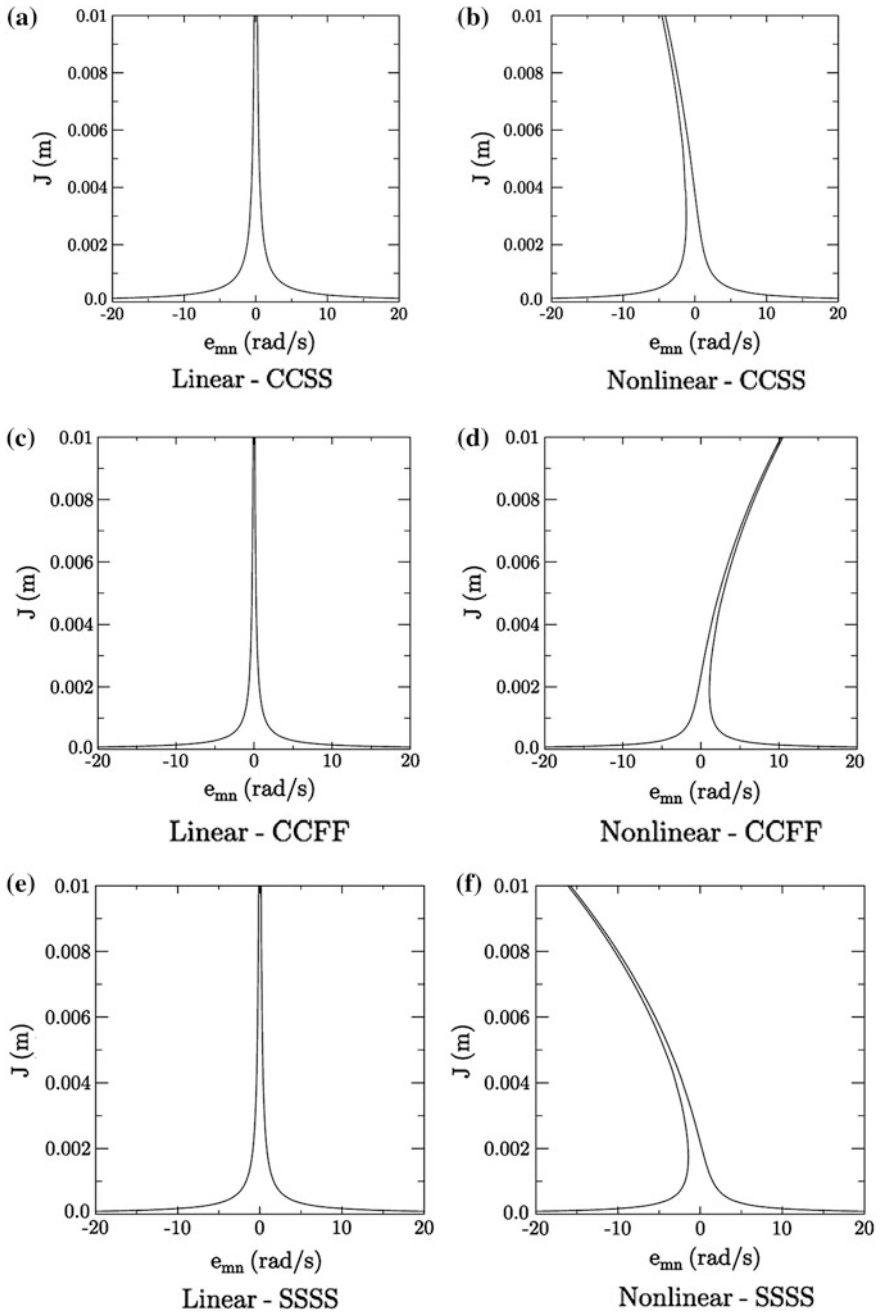 (a)
0.01
0.008
0.006
0.004
0.002
0.0
J (m)
-20 -10 0 10 20
e_mn (rad/s)
Linear - CCSS
(b)
0.01
0.008
0.006
0.004
0.002
0.0
J (m)
-20 -10 0 10 20
e_mn (rad/s)
Nonlinear - CCSS
(c)
0.01
0.008
0.006
0.004
0.002
0.0
J (m)
-20 -10 0 10 20
e_mn (rad/s)
Linear - CCFF
(d)
0.01
0.008
0.006
0.004
0.002
0.0
J (m)
-20 -10 0 10 20
e_mn (rad/s)
Nonlinear - CCFF
(e)
0.01
0.008
0.006
0.004
0.002
0.0
J (m)
-20 -10 0 10 20
e_mn (rad/s)
Linear - SSSS
(f)
0.01
0.008
0.006
0.004
0.002
0.0
J (m)
-20 -10 0 10 20
e_mn (rad/s)
Nonlinear - SSSS